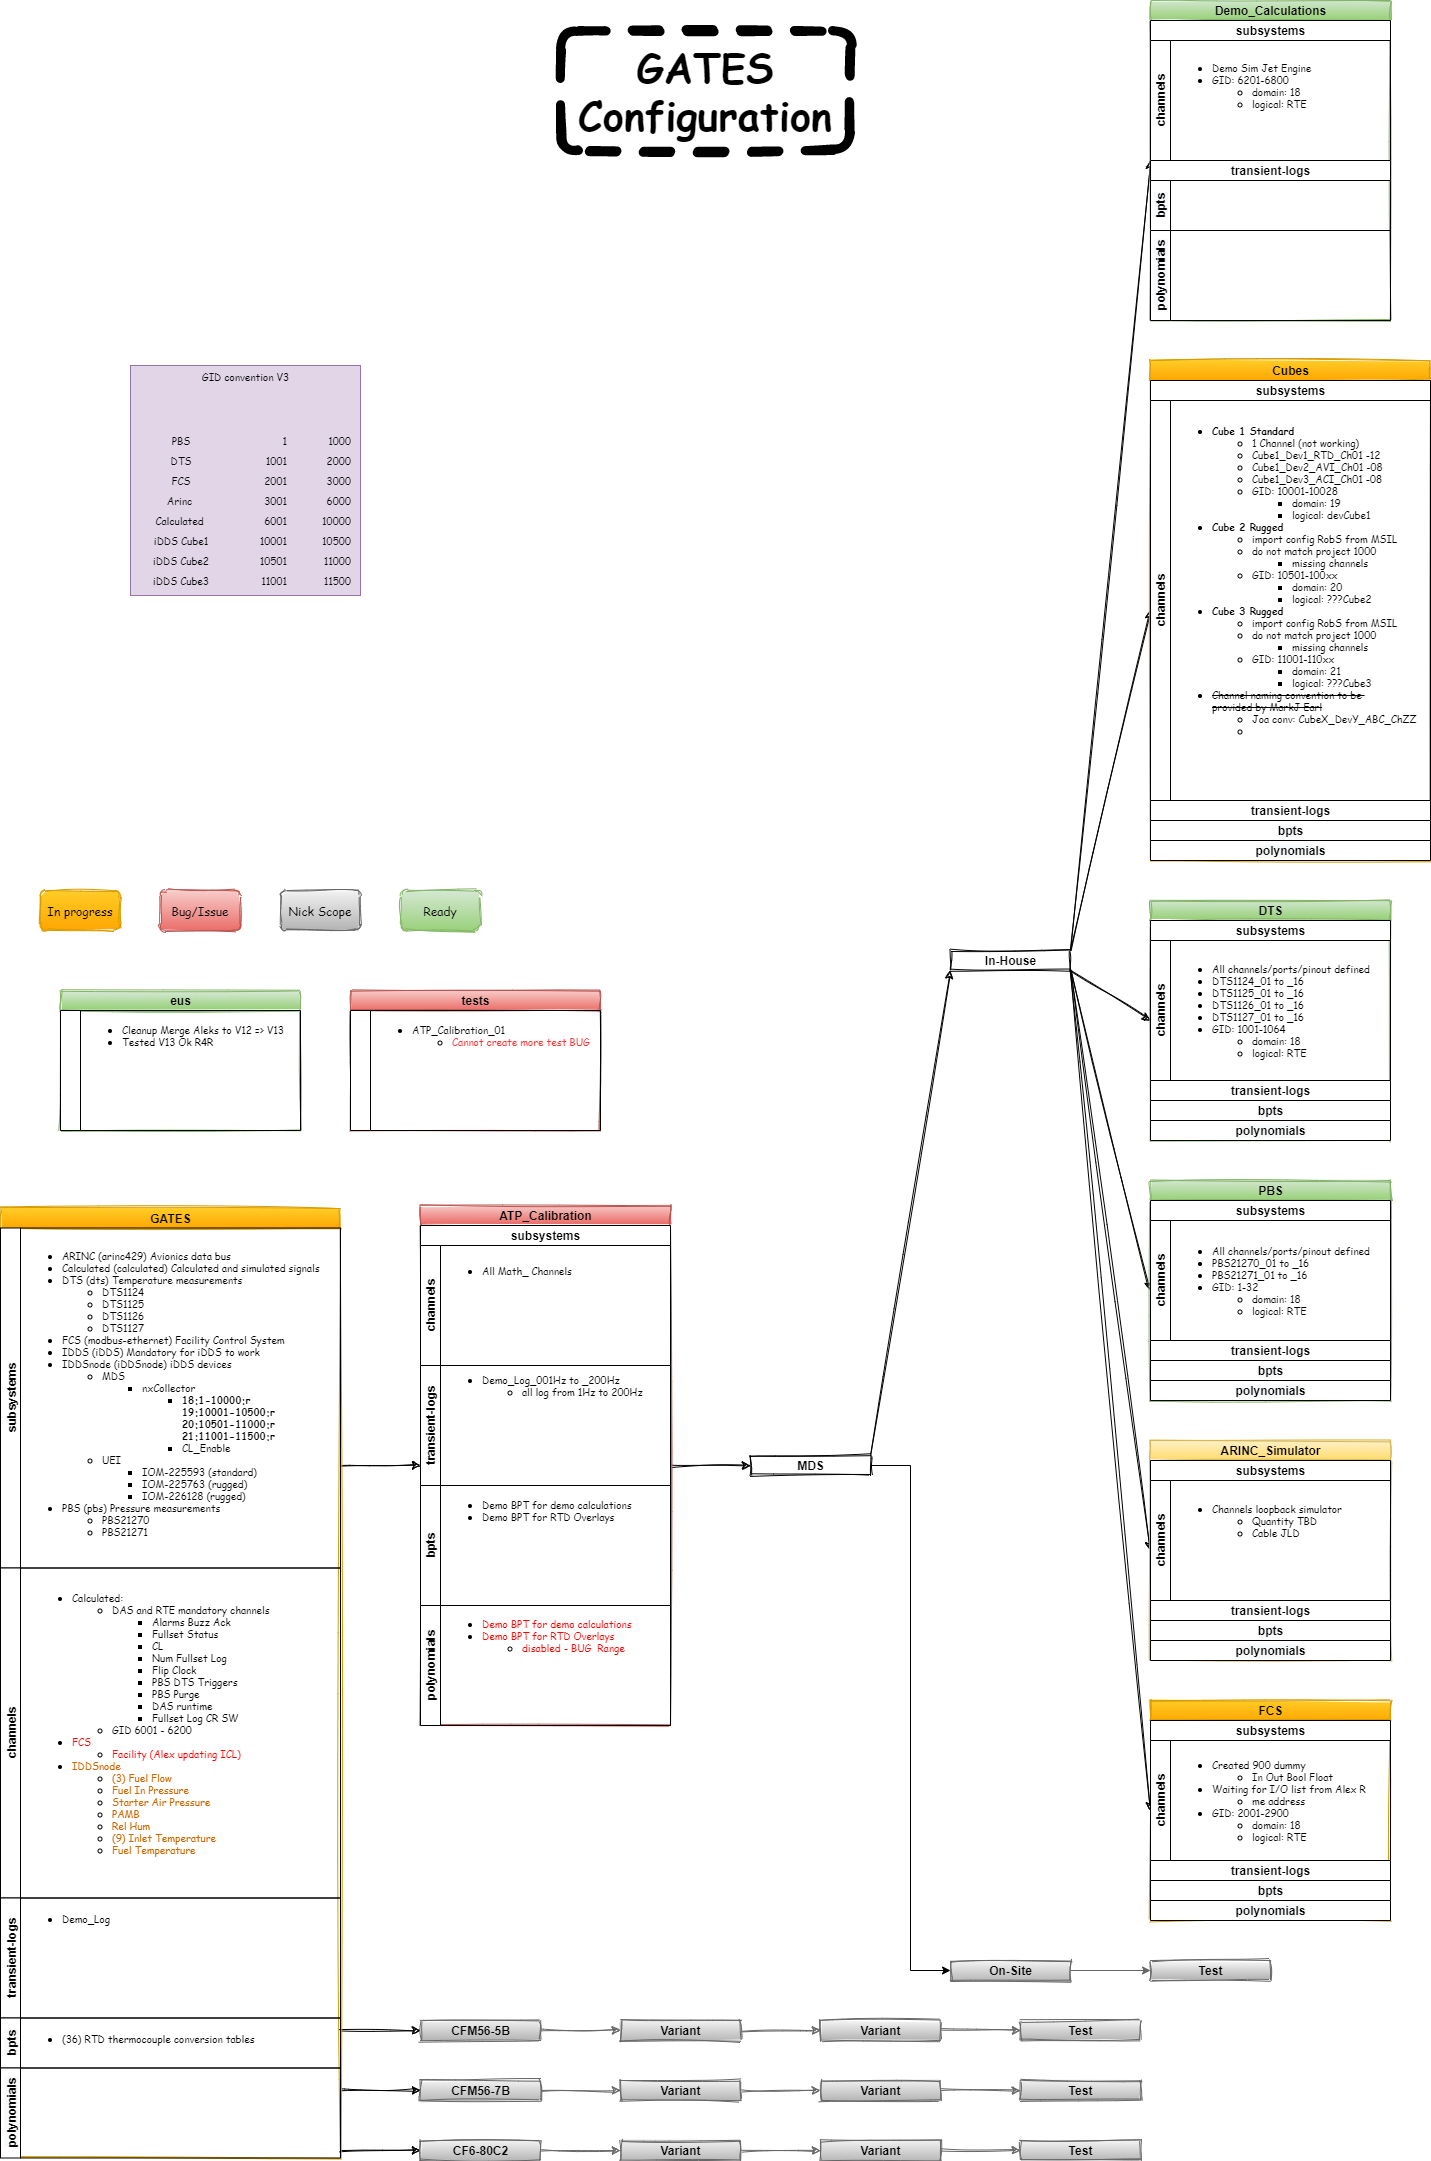 GATES
Configuration
GID convention V3
PBS 1 1000
DTS 1001 2000
FCS 2001 3000
Arinc 3001 6000
Calculated 6001 10000
iDDS Cube1 10001 10500
iDDS Cube2 10501 11000
iDDS Cube3 11001 11500
In progress
Bug/Issue
Nick Scope
Ready
eus
Cleanup Merge Aleks to V12 => V13
Tested V13 Ok R4R
tests
ATP_Calibration_01
Cannot create more test BUG
GATES
subsystems
ARINC (arinc429) Avionics data bus
Calculated (calculated) Calculated and simulated signals
DTS (dts) Temperature measurements
DTS1124
DTS1125
DTS1126
DTS1127
FCS (modbus-ethernet) Facility Control System
IDDS (iDDS) Mandatory for iDDS to work
IDDSnode (iDDSnode) iDDS devices
MDS
nxCollector
18;1-10000;r
19;10001-10500;r
20;10501-11000;r
21;11001-11500;r
CL_Enable
UEI
IOM-225593 (standard)
IOM-225763 (rugged)
IOM-226128 (rugged)
PBS (pbs) Pressure measurements
PBS21270
PBS21271
channels
Calculated:
DAS and RTE mandatory channels
Alarms Buzz Ack
Fullset Status
CL
Num Fullset Log
Flip Clock
PBS DTS Triggers
PBS Purge
DAS runtime
Fullset Log CR SW
GID 6001 - 6200
FCS
Facility (Alex updating ICL)
IDDSnode
(3) Fuel Flow
Fuel In Pressure
Starter Air Pressure
PAMB
Rel Hum
(9) Inlet Temperature
Fuel Temperature
transient-logs
Demo_Log
bpts
(36) RTD thermocouple conversion tables
polynomials
ATP_Calibration
subsystems
channels
All Math_ Channels
transient-logs
Demo_Log_001Hz to _200Hz
all log from 1Hz to 200Hz
bpts
Demo BPT for demo calculations
Demo BPT for RTD Overlays
polynomials
Demo BPT for demo calculations
Demo BPT for RTD Overlays
disabled - BUG Range
MDS
In-House
Demo_Calculations
subsystems
channels
Demo Sim Jet Engine
GID: 6201-6800
domain: 18
logical: RTE
transient-logs
bpts
polynomials
Cubes
subsystems
channels
Cube 1 Standard
1 Channel (not working)
Cube1_Dev1_RTD_Ch01 -12
Cube1_Dev2_AVI_Ch01 -08
Cube1_Dev3_ACI_Ch01 -08
GID: 10001-10028
domain: 19
logical: devCube1
Cube 2 Rugged
import config RobS from MSIL
do not match project 1000
missing channels
GID: 10501-100xx
domain: 20
logical: ???Cube2
Cube 3 Rugged
import config RobS from MSIL
do not match project 1000
missing channels
GID: 11001-110xx
domain: 21
logical: ???Cube3
Channel naming convention to be
provided by MarkJ Earl
Joa conv: CubeX_DevY_ABC_ChZZ
transient-logs
bpts
polynomials
DTS
subsystems
channels
All channels/ports/pinout defined
DTS1124_01 to _16
DTS1125_01 to _16
DTS1126_01 to _16
DTS1127_01 to _16
GID: 1001-1064
domain: 18
logical: RTE
transient-logs
bpts
polynomials
PBS
subsystems
channels
All channels/ports/pinout defined
PBS21270_01 to _16
PBS21271_01 to _16
GID: 1-32
domain: 18
logical: RTE
transient-logs
bpts
polynomials
ARINC_Simulator
subsystems
channels
Channels loopback simulator
Quantity TBD
Cable JLD
transient-logs
bpts
polynomials
FCS
subsystems
channels
Created 900 dummy
In Out Bool Float
Waiting for I/O list from Alex R
me address
GID: 2001-2900
domain: 18
logical: RTE
transient-logs
bpts
polynomials
On-Site
Test
CFM56-5B
Variant
Variant
Test
CFM56-7B
Variant
Variant
Test
CF6-80C2
Variant
Variant
Test